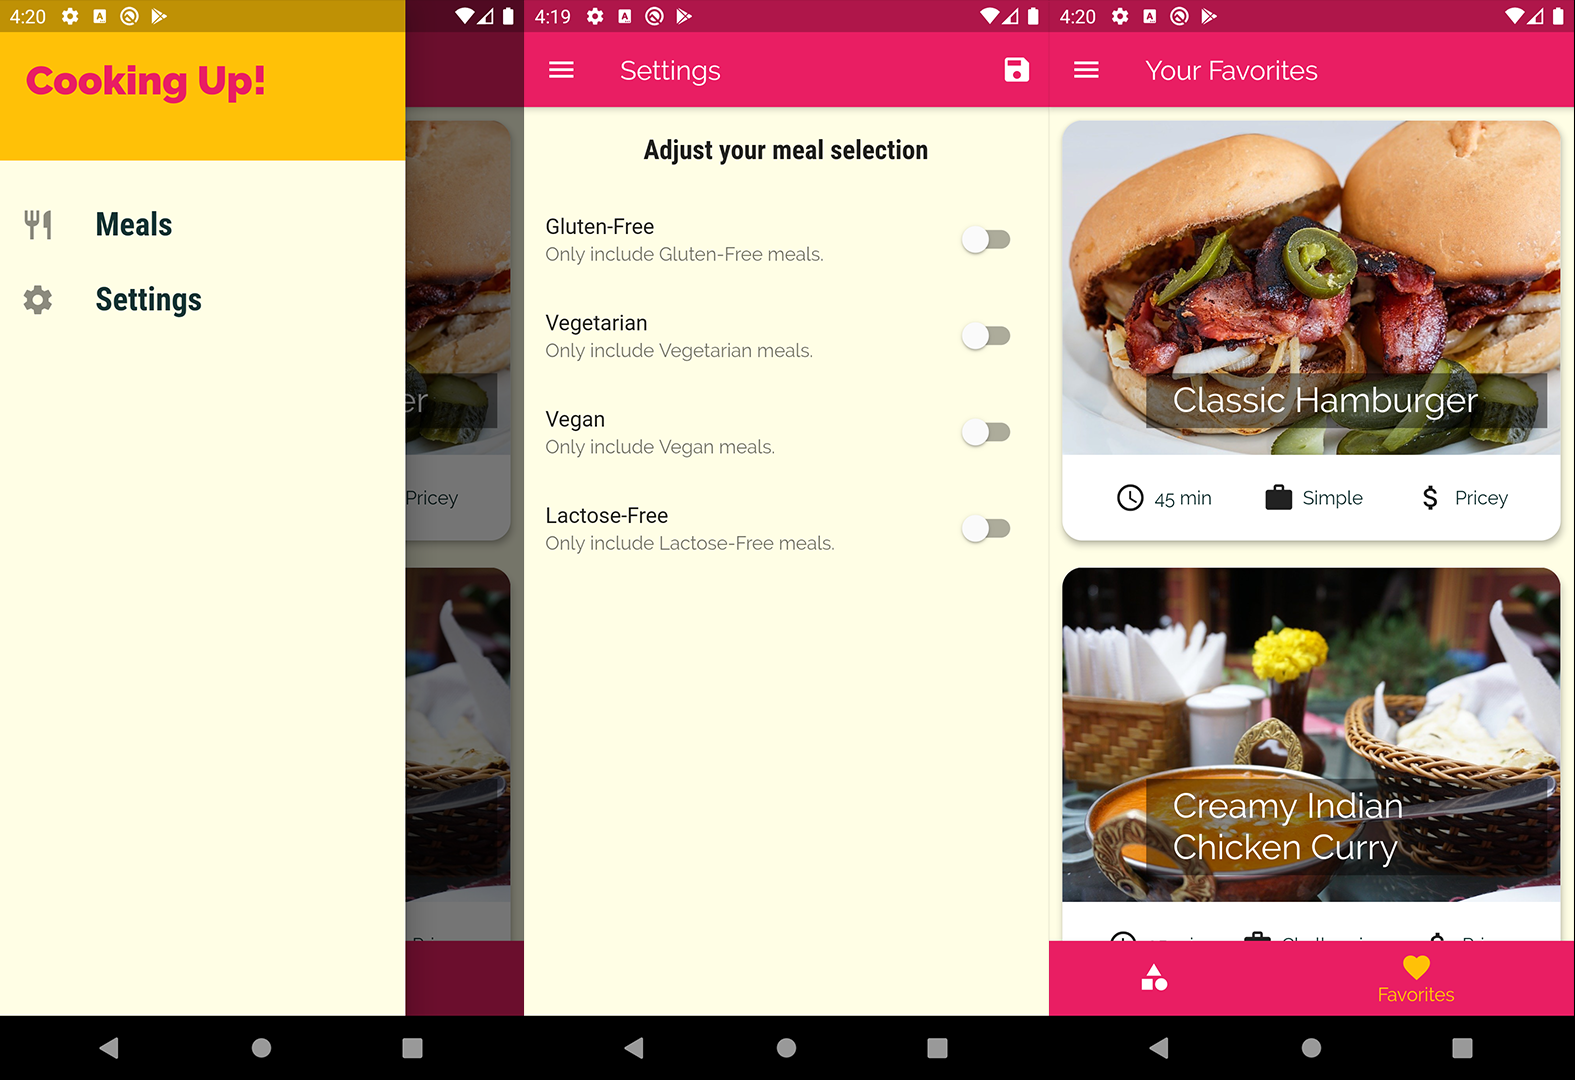 4:20
Cooking Up!
Meals
Settings
er
Pricey
4:19
Settings
Adjust your meal selection
Gluten-Free
Only include Gluten-Free meals.
Vegetarian
Only include Vegetarian meals.
Vegan
Only include Vegan meals.
Lactose-Free
Only include Lactose-Free meals.
4:20
Your Favorites
Classic Hamburger
45 min Simple Pricey
Creamy Indian
Chicken Curry
Favorites